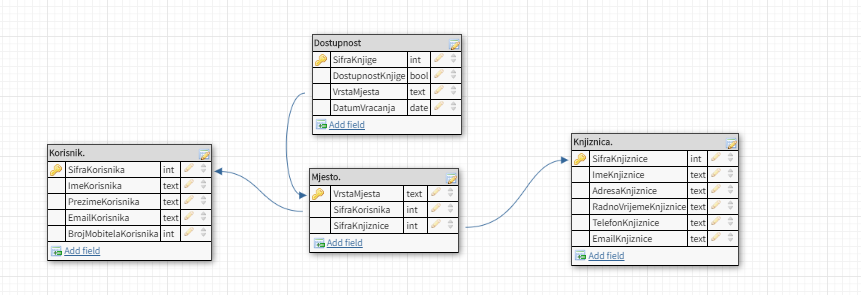 Dostupnost
SifraKnjige int
DostupnostKnjige bool
VrstaMjesta text
DatumVracanja date
Add field
Korisnik.
SifraKorisnika int
ImeKorisnika text
PrezimeKorisnika text
EmailKorisnika text
BrojMobitelaKorisnika int
Add field
Mjesto.
VrstaMjesta text
SifraKorisnika int
SifraKnjiznice int
Add field
Knjiznica.
SifraKnjiznice int
ImeKnjiznice text
AdresaKnjiznice text
RadnoVrijemeKnjiznice text
TelefonKnjiznice text
EmailKnjiznice text
Add field